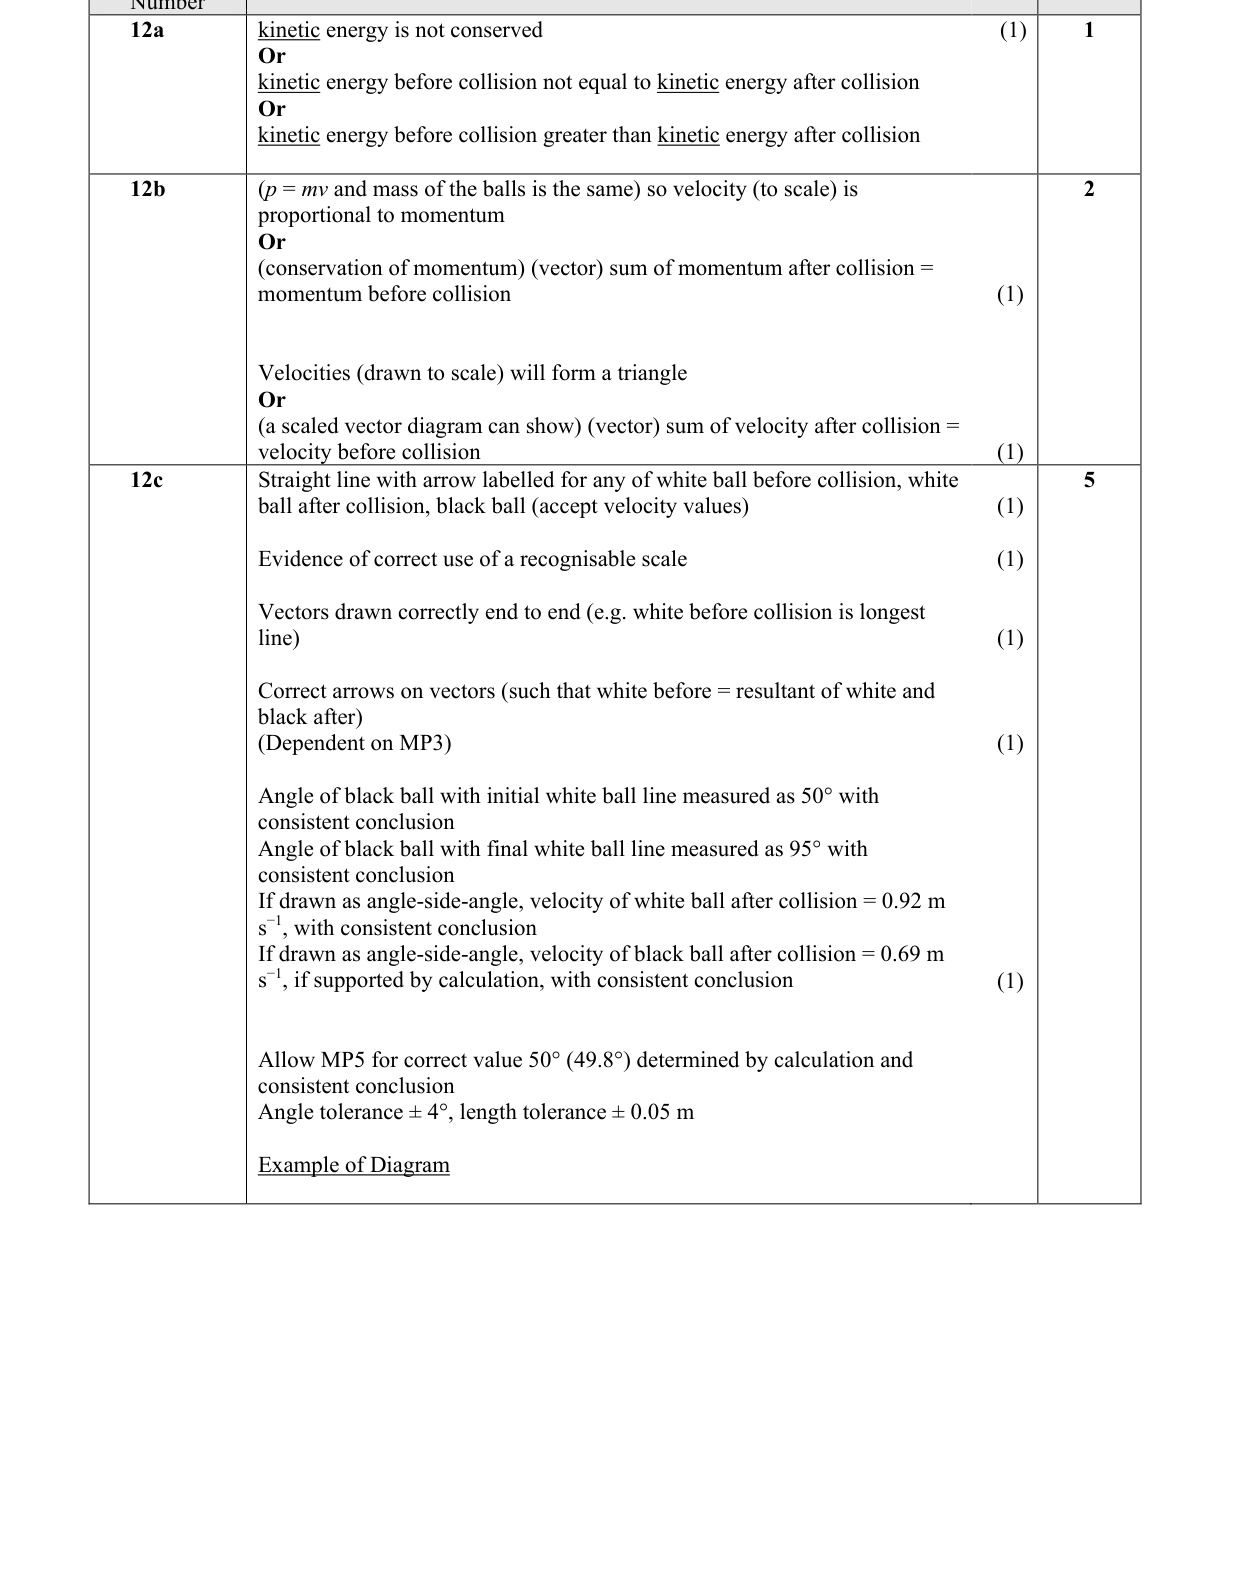 Number
12a
kinetic energy is not conserved (1) 1
Or
kinetic energy before collision not equal to kinetic energy after collision
Or
kinetic energy before collision greater than kinetic energy after collision
12b
(p = mv and mass of the balls is the same) so velocity (to scale) is 2
proportional to momentum
Or
(conservation of momentum) (vector) sum of momentum after collision =
momentum before collision (1)
Velocities (drawn to scale) will form a triangle
Or
(a scaled vector diagram can show) (vector) sum of velocity after collision =
velocity before collision (1)
12c
Straight line with arrow labelled for any of white ball before collision, white 5
ball after collision, black ball (accept velocity values) (1)
Evidence of correct use of a recognisable scale (1)
Vectors drawn correctly end to end (e.g. white before collision is longest
line) (1)
Correct arrows on vectors (such that white before = resultant of white and
black after)
(Dependent on MP3) (1)
Angle of black ball with initial white ball line measured as 50° with
consistent conclusion
Angle of black ball with final white ball line measured as 95° with
consistent conclusion
If drawn as angle-side-angle, velocity of white ball after collision = 0.92 m
s⁻¹, with consistent conclusion
If drawn as angle-side-angle, velocity of black ball after collision = 0.69 m
s⁻¹, if supported by calculation, with consistent conclusion (1)
Allow MP5 for correct value 50° (49.8°) determined by calculation and
consistent conclusion
Angle tolerance ± 4°, length tolerance ± 0.05 m
Example of Diagram